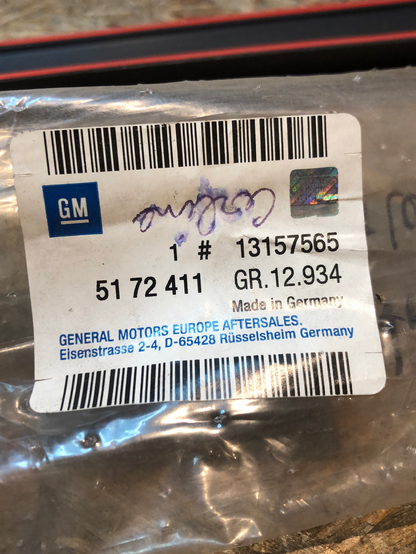 GM
1 # 13157565
51 72 411 GR.12.934
Made in Germany
GENERAL MOTORS EUROPE AFTERSALES.
Eisenstrasse 2-4, D-65428 Rüsselsheim Germany